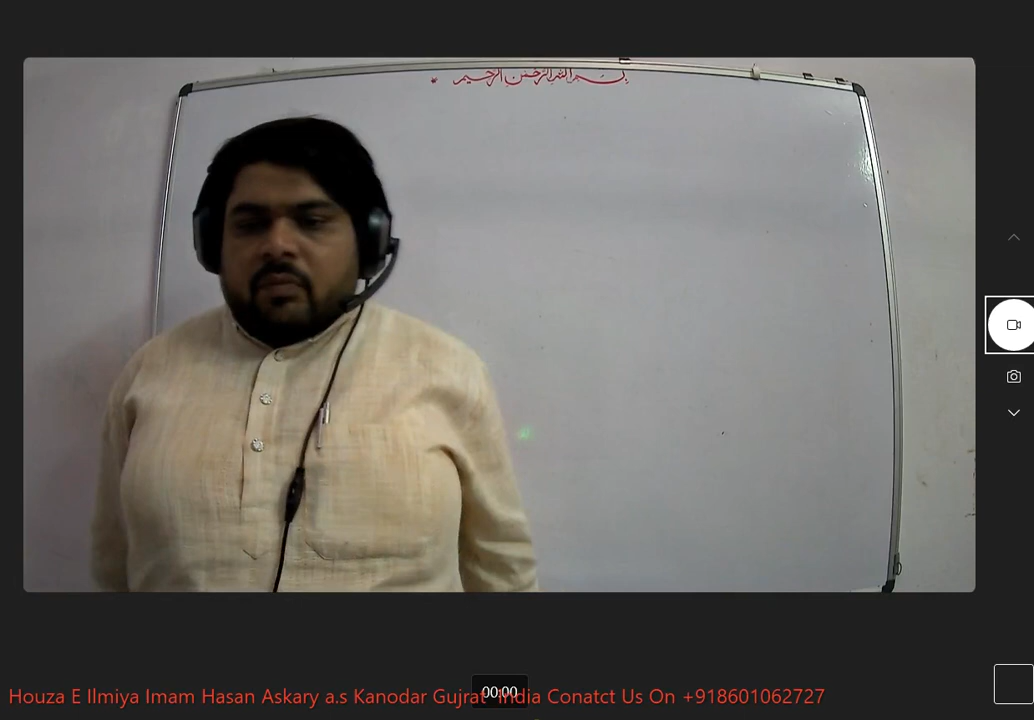 بسم الله الرحمن الرحيم
Houza E Ilmiya Imam Hasan Askary a.s Kanodar Gujrat India Conatct Us On +918601062727
00:00